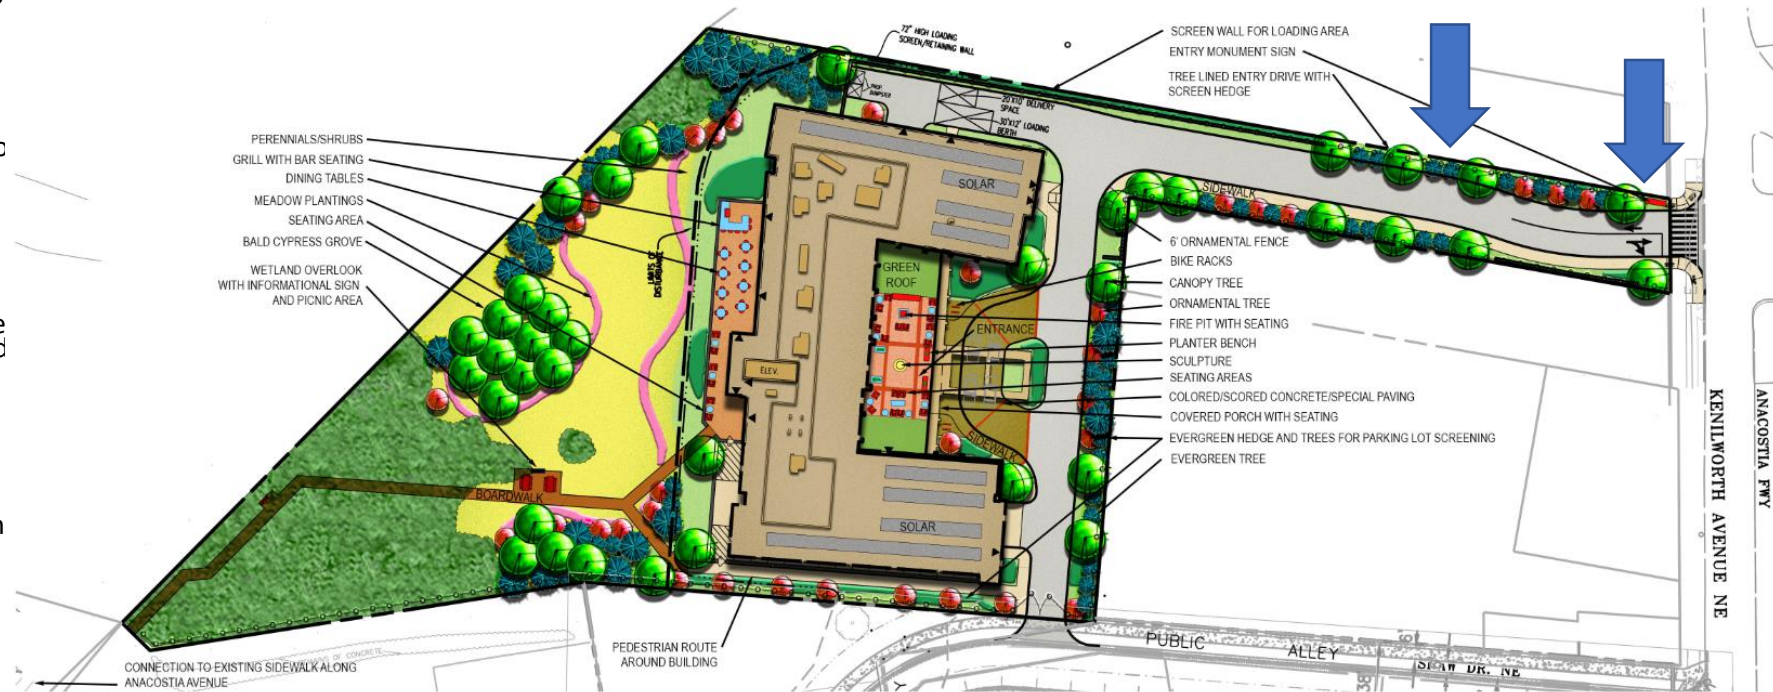 72" HIGH LOADING
SCREEN/RETAINING WALL
SCREEN WALL FOR LOADING AREA
ENTRY MONUMENT SIGN
TREE LINED ENTRY DRIVE WITH
SCREEN HEDGE
PROP.
DUMPSTER
20'X10' DELIVERY
SPACE
30'X12' LOADING
BERTH
PERENNIALS/SHRUBS
GRILL WITH BAR SEATING
DINING TABLES
MEADOW PLANTINGS
SEATING AREA
BALD CYPRESS GROVE
WETLAND OVERLOOK
WITH INFORMATIONAL SIGN
AND PICNIC AREA
LIMITS OF
DISTURBANCE
SOLAR
SIDEWALK
GREEN
ROOF
ENTRANCE
ELEV.
SIDEWALK
SOLAR
BOARDWALK
6' ORNAMENTAL FENCE
BIKE RACKS
CANOPY TREE
ORNAMENTAL TREE
FIRE PIT WITH SEATING
PLANTER BENCH
SCULPTURE
SEATING AREAS
COLORED/SCORED CONCRETE/SPECIAL PAVING
COVERED PORCH WITH SEATING
EVERGREEN HEDGE AND TREES FOR PARKING LOT SCREENING
EVERGREEN TREE
KENILWORTH AVENUE NE
ANACOSTIA FWY
PEDESTRIAN ROUTE
AROUND BUILDING
PUBLIC ALLEY
DR. NE
OF CONCRETE
CONNECTION TO EXISTING SIDEWALK ALONG
ANACOSTIA AVENUE